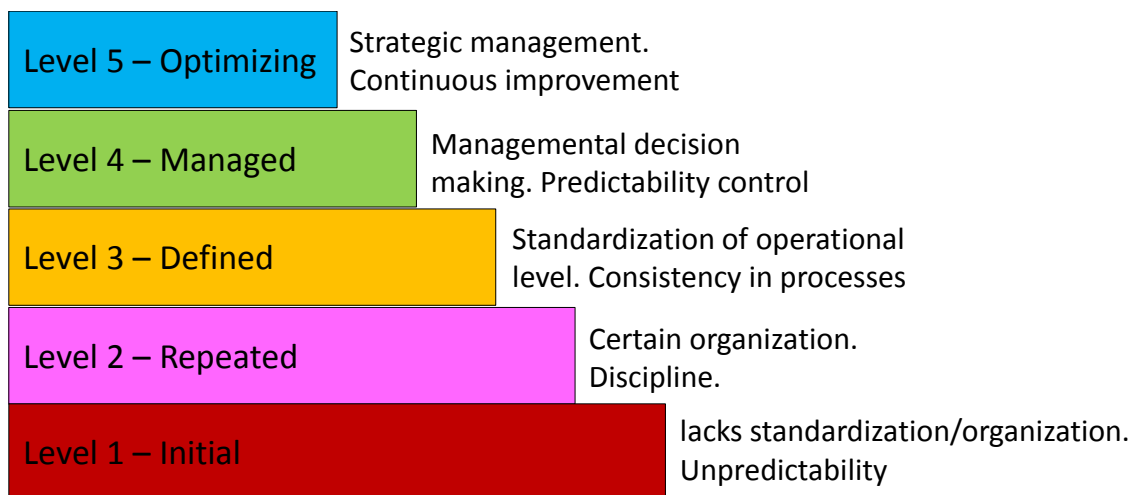 Level 5 – Optimizing
Strategic management.
Continuous improvement
Level 4 – Managed
Managemental decision
making. Predictability control
Level 3 – Defined
Standardization of operational
level. Consistency in processes
Level 2 – Repeated
Certain organization.
Discipline.
Level 1 – Initial
lacks standardization/organization.
Unpredictability